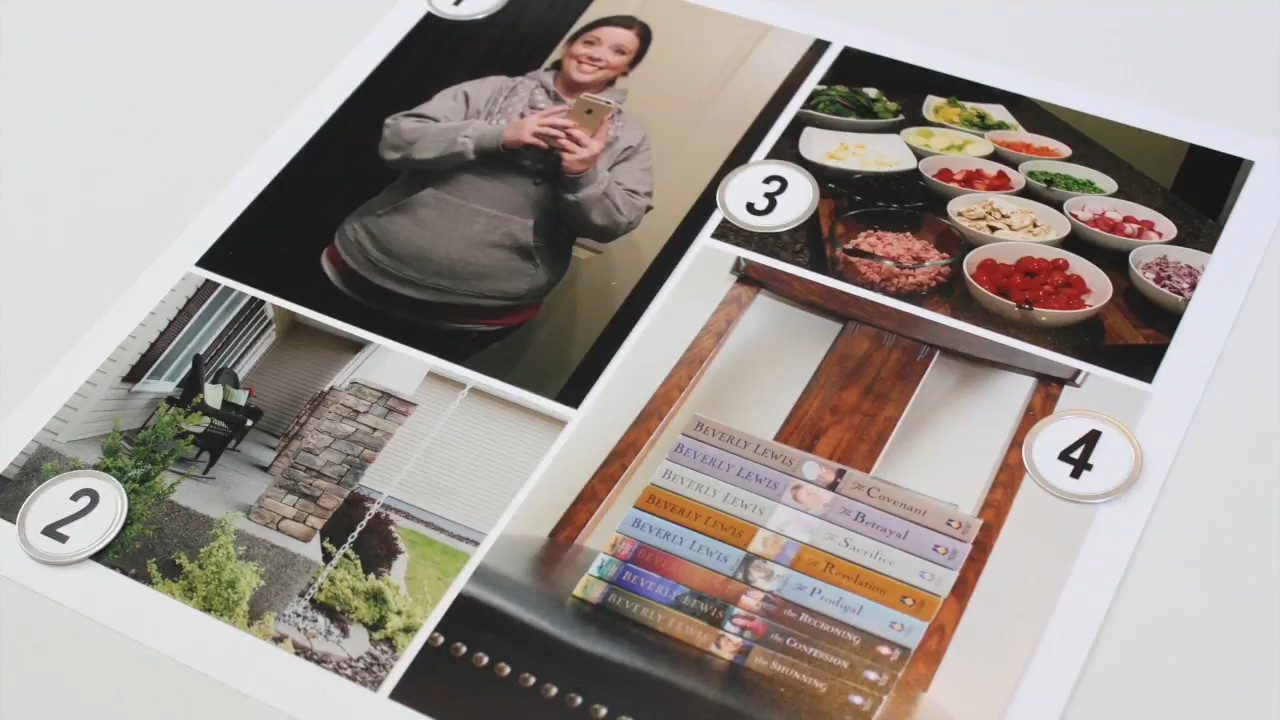 3
2
4
BEVERLY LEWIS The COVENANT
BEVERLY LEWIS The BETRAYAL
BEVERLY LEWIS The SACRIFICE
BEVERLY LEWIS The REVELATION
BEVERLY LEWIS The PRODIGAL
BEVERLY LEWIS the RECKONING
BEVERLY LEWIS the CONFESSION
BEVERLY LEWIS the SHUNNING